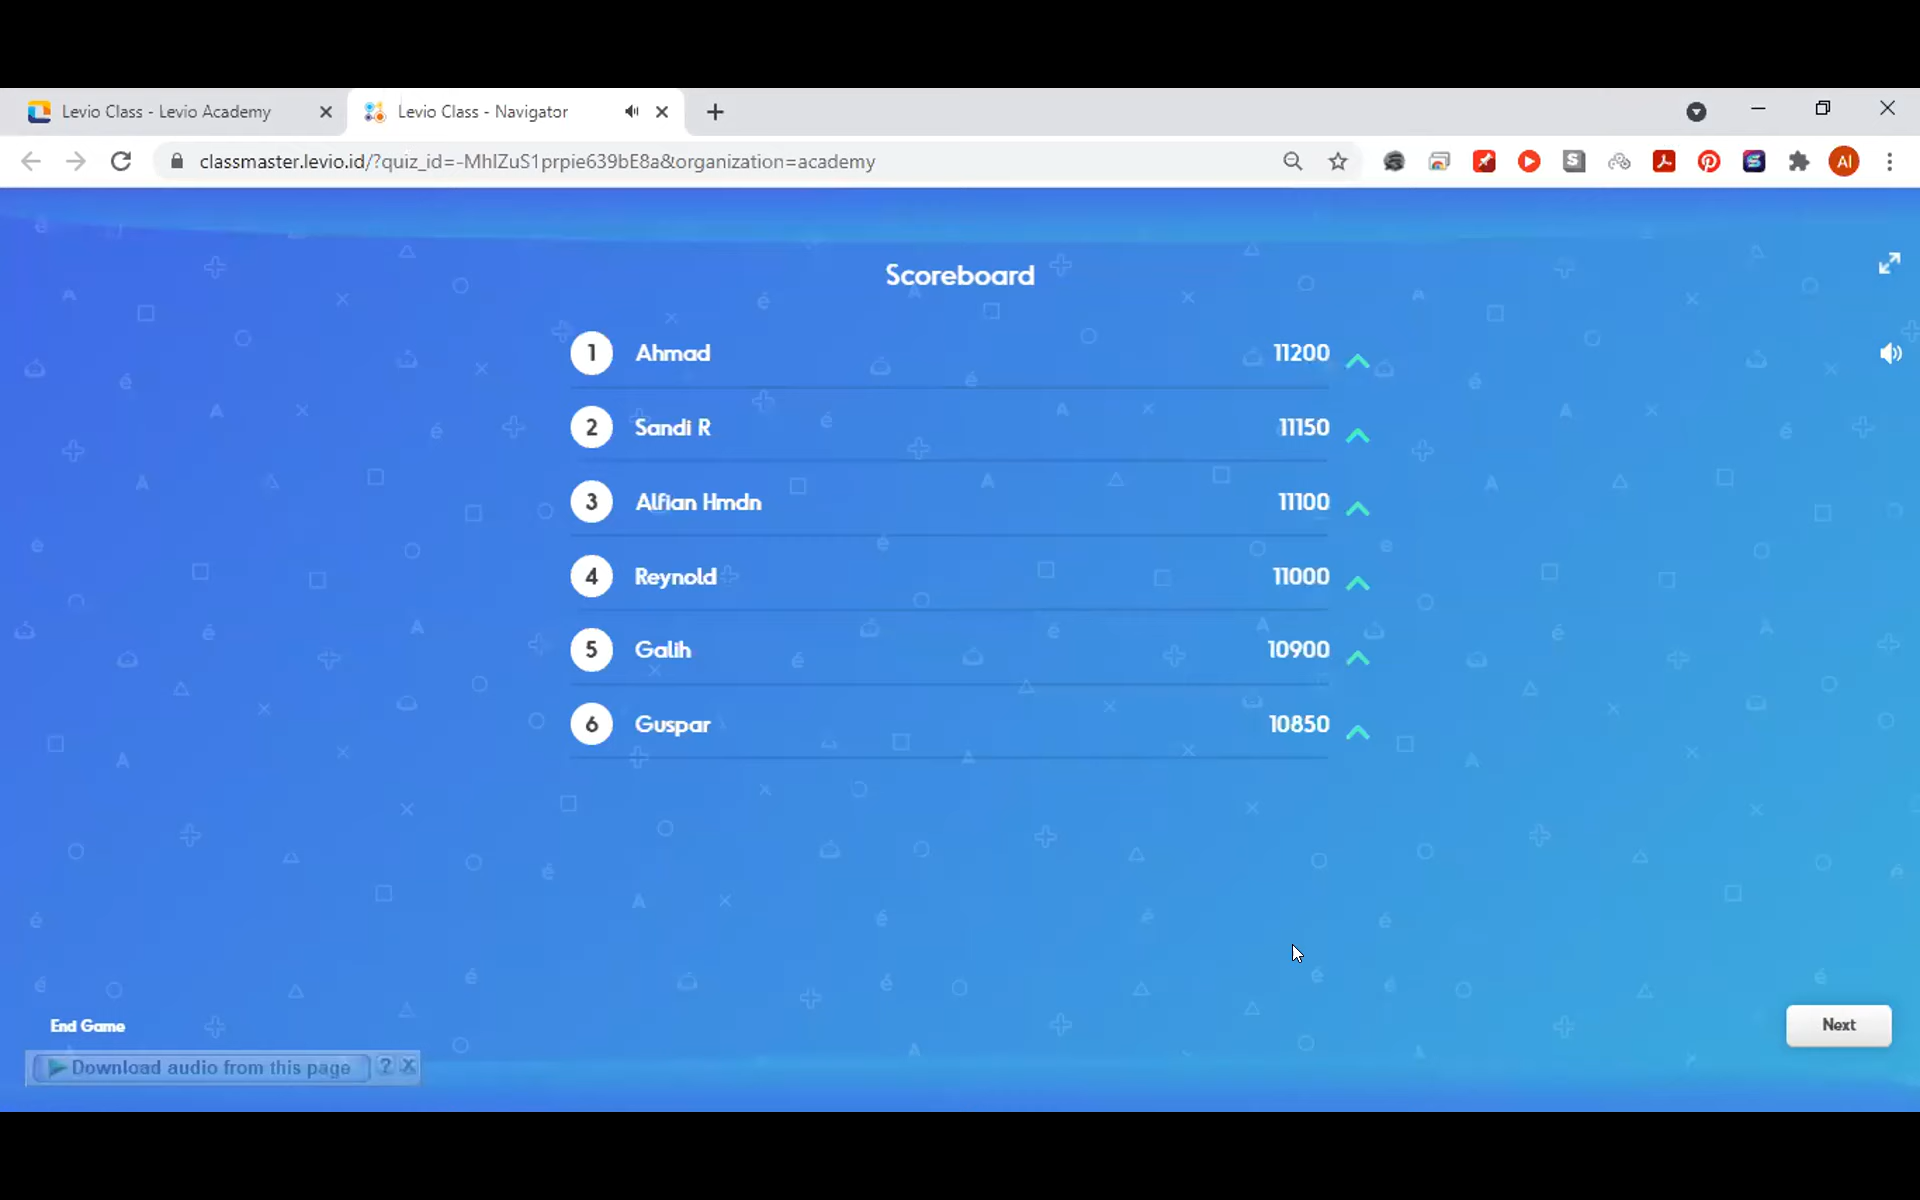 Levio Class - Levio Academy
Levio Class - Navigator
classmaster.levio.id/?quiz_id=-MhlZuS1prpie639bE8a&organization=academy
AI
Scoreboard
1 Ahmad 11200
2 Sandi R 11150
3 Alfian Hmdn 11100
4 Reynold 11000
5 Galih 10900
6 Guspar 10850
End Game
Next
Download audio from this page ? X